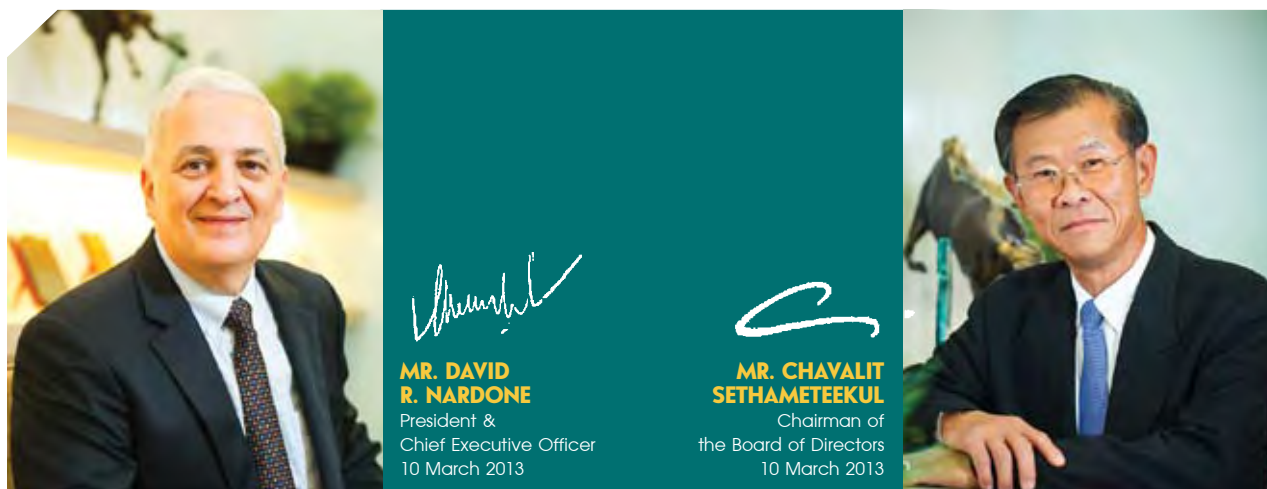 MR. DAVID
R. NARDONE
President &
Chief Executive Officer
10 March 2013
MR. CHAVALIT
SETHAMETEEKUL
Chairman of
the Board of Directors
10 March 2013